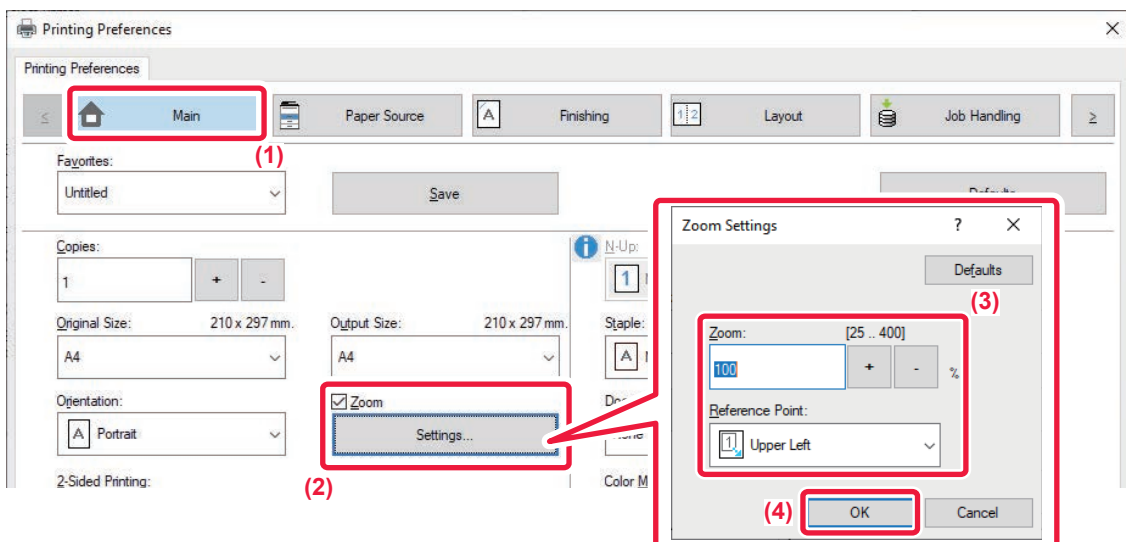 Printing Preferences
Printing Preferences
Main
Paper Source
Finishing
Layout
Job Handling
(1)
Favorites:
Untitled
Save
Defaults
Copies:
1
+
-
N-Up:
1
Original Size: 210 x 297 mm.
A4
Output Size: 210 x 297 mm.
A4
Staple:
Orientation:
Portrait
Zoom
Settings...
(2)
2-Sided Printing:
Color M
Zoom Settings
?
Defaults
(3)
Zoom: [25 .. 400]
100
+
-
%
Reference Point:
Upper Left
(4)
OK
Cancel